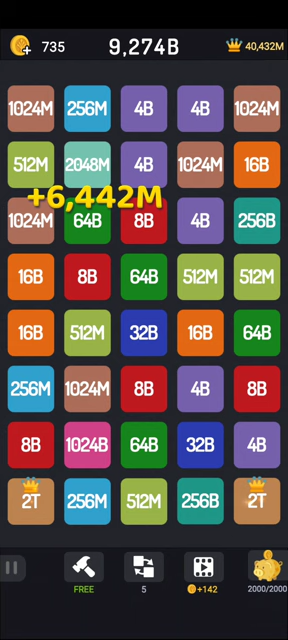 735 9,274B 40,432M
1024M 256M 4B 4B 1024M
512M 2048M 4B 1024M 16B
+6,442M
1024M 64B 8B 4B 256B
16B 8B 64B 512M 512M
16B 512M 32B 16B 64B
256M 1024M 8B 4B 8B
8B 1024B 64B 32B 4B
2T 256M 512M 256B 2T
FREE 5 +142 2000/2000